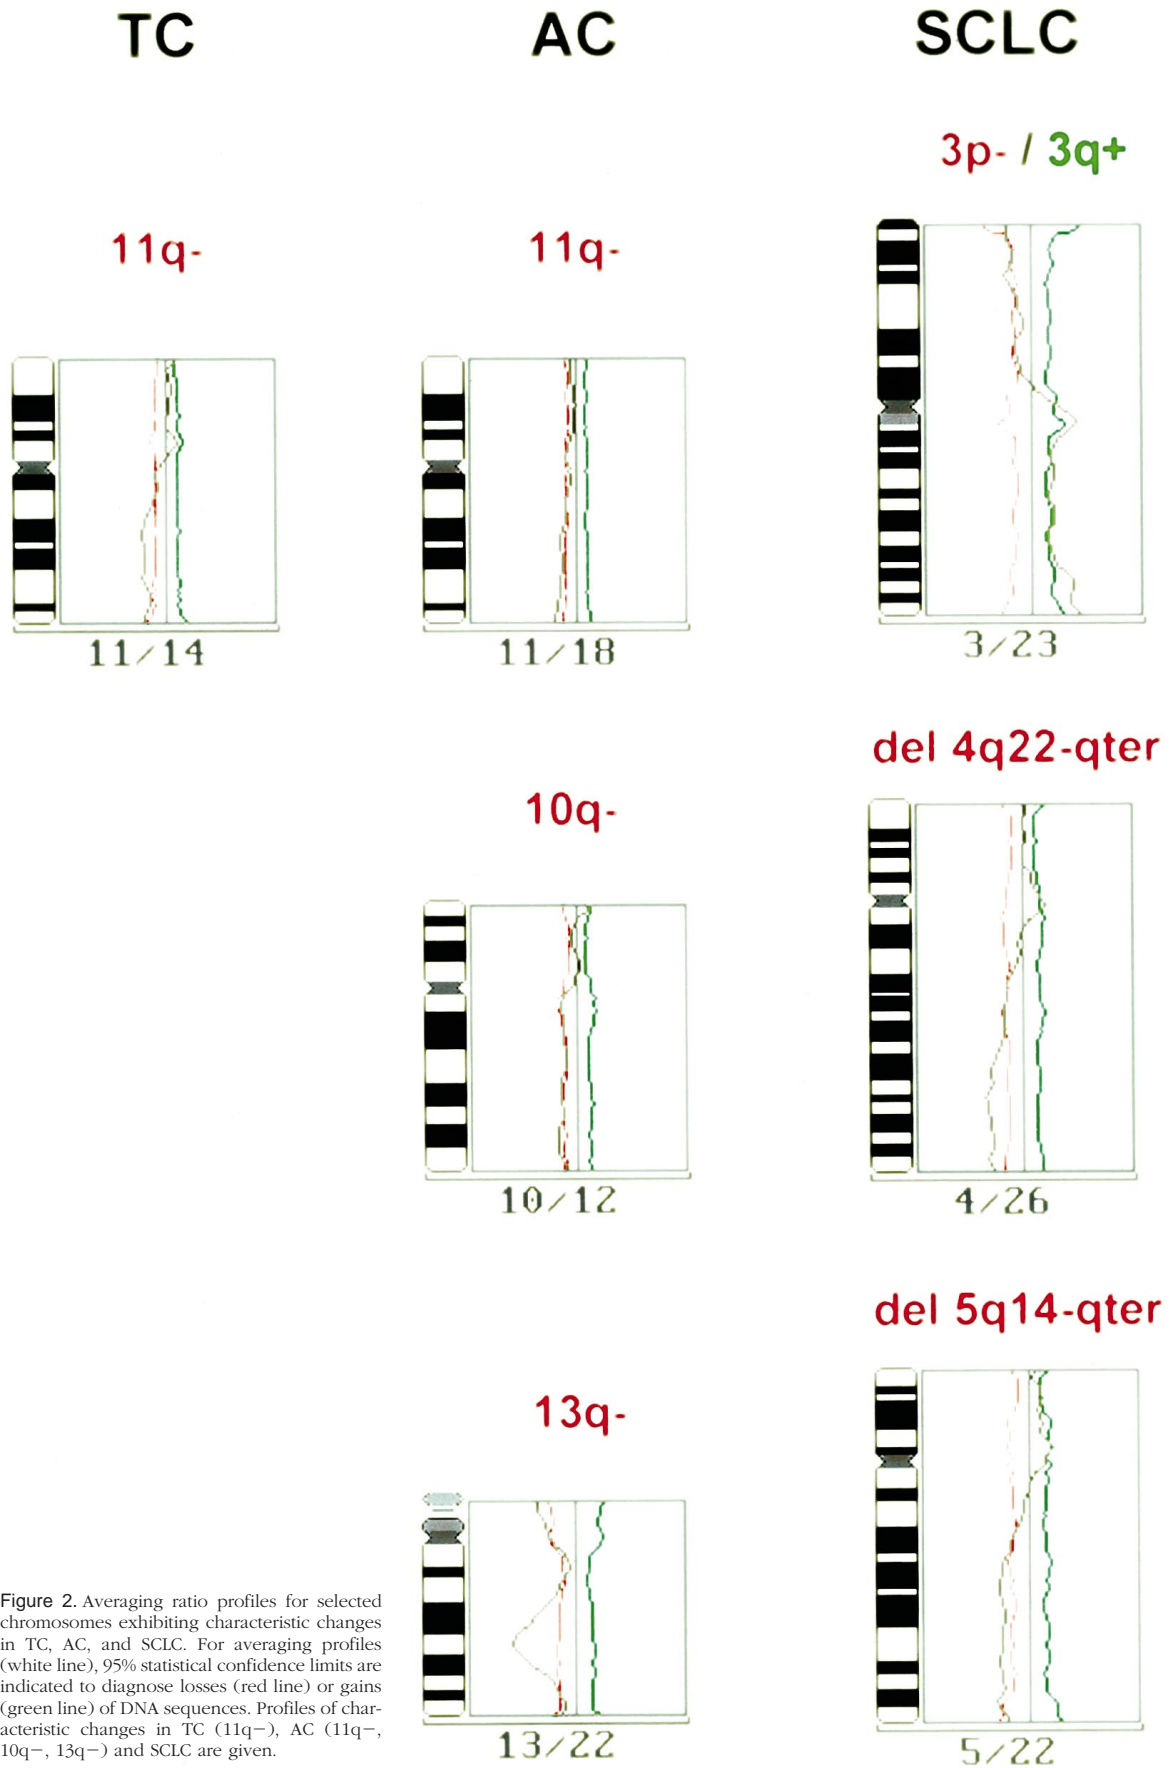 TC
AC
SCLC
3p- / 3q+
11q-
11q-
11/14
11/18
3/23
del 4q22-qter
10q-
10/12
4/26
del 5q14-qter
13q-
13/22
5/22
Figure 2. Averaging ratio profiles for selected
chromosomes exhibiting characteristic changes
in TC, AC, and SCLC. For averaging profiles
(white line), 95% statistical confidence limits are
indicated to diagnose losses (red line) or gains
(green line) of DNA sequences. Profiles of char-
acteristic changes in TC (11q−), AC (11q−,
10q−, 13q−) and SCLC are given.